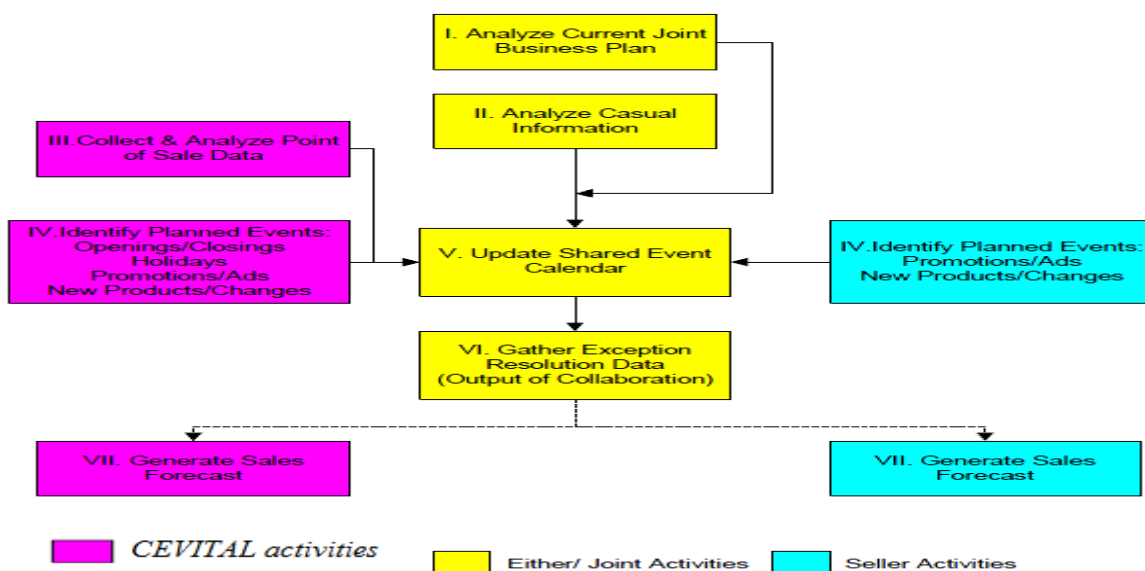 I. Analyze Current Joint
Business Plan
II. Analyze Casual
Information
III.Collect & Analyze Point
of Sale Data
IV.Identify Planned Events:
Openings/Closings
Holidays
Promotions/Ads
New Products/Changes
V. Update Shared Event
Calendar
IV.Identify Planned Events:
Promotions/Ads
New Products/Changes
VI. Gather Exception
Resolution Data
(Output of Collaboration)
VII. Generate Sales
Forecast
VII. Generate Sales
Forecast
CEVITAL activities
Either/ Joint Activities
Seller Activities